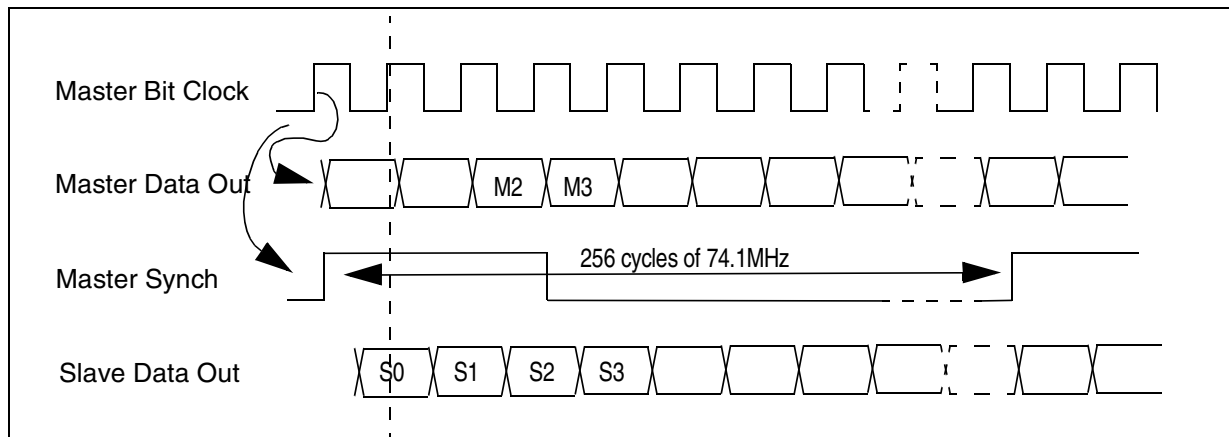 Master Bit Clock
Master Data Out
M2 M3
Master Synch
256 cycles of 74.1MHz
Slave Data Out
S0 S1 S2 S3